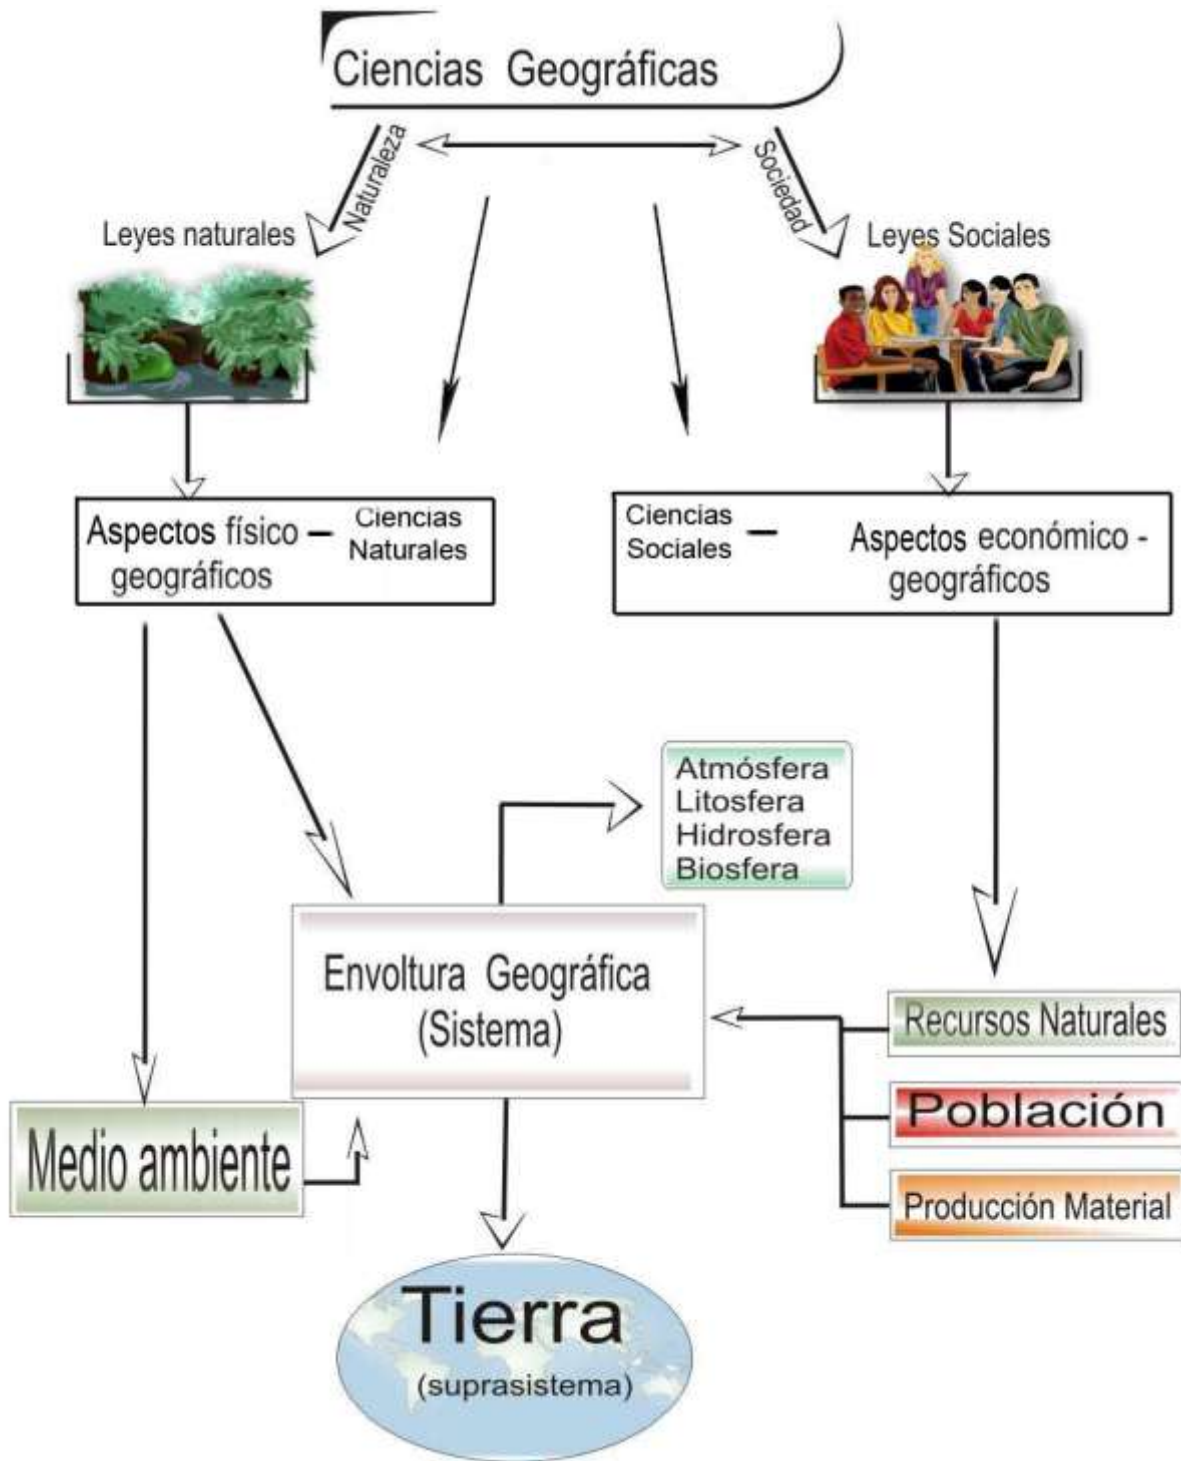 Ciencias Geográficas
Naturaleza
Sociedad
Leyes naturales
Leyes Sociales
Aspectos físico –
geográficos
Ciencias
Naturales
Ciencias
Sociales
–
Aspectos económico -
geográficos
Atmósfera
Litosfera
Hidrosfera
Biosfera
Envoltura Geográfica
(Sistema)
Recursos Naturales
Población
Producción Material
Medio ambiente
Tierra
(suprasistema)